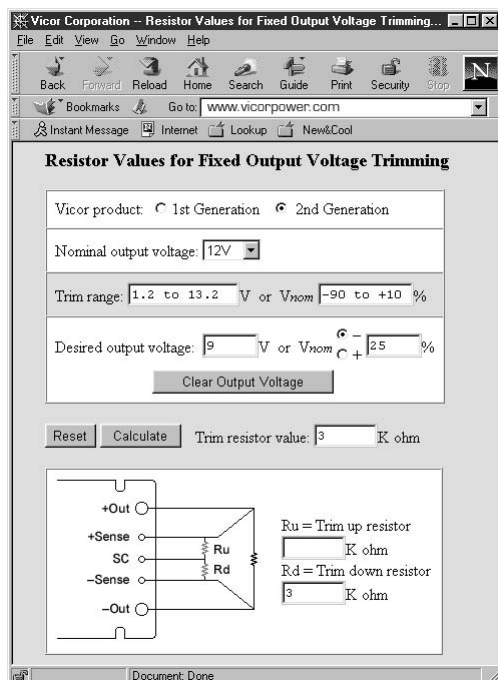 Vicor Corporation -- Resistor Values for Fixed Output Voltage Trimming...
File Edit View Go Window Help
Back Forward Reload Home Search Guide Print Security Stop N
Bookmarks Go to: www.vicorpower.com
Instant Message Internet Lookup New&Cool
Resistor Values for Fixed Output Voltage Trimming
Vicor product: 1st Generation 2nd Generation
Nominal output voltage: 12V
Trim range: 1.2 to 13.2 V or Vnom -90 to +10 %
Desired output voltage: 9 V or Vnom - + 25 %
Clear Output Voltage
Reset Calculate Trim resistor value: 3 K ohm
+Out
+Sense
SC
-Sense
-Out
Ru
Rd
Ru = Trim up resistor
K ohm
Rd = Trim down resistor
3 K ohm
Document: Done